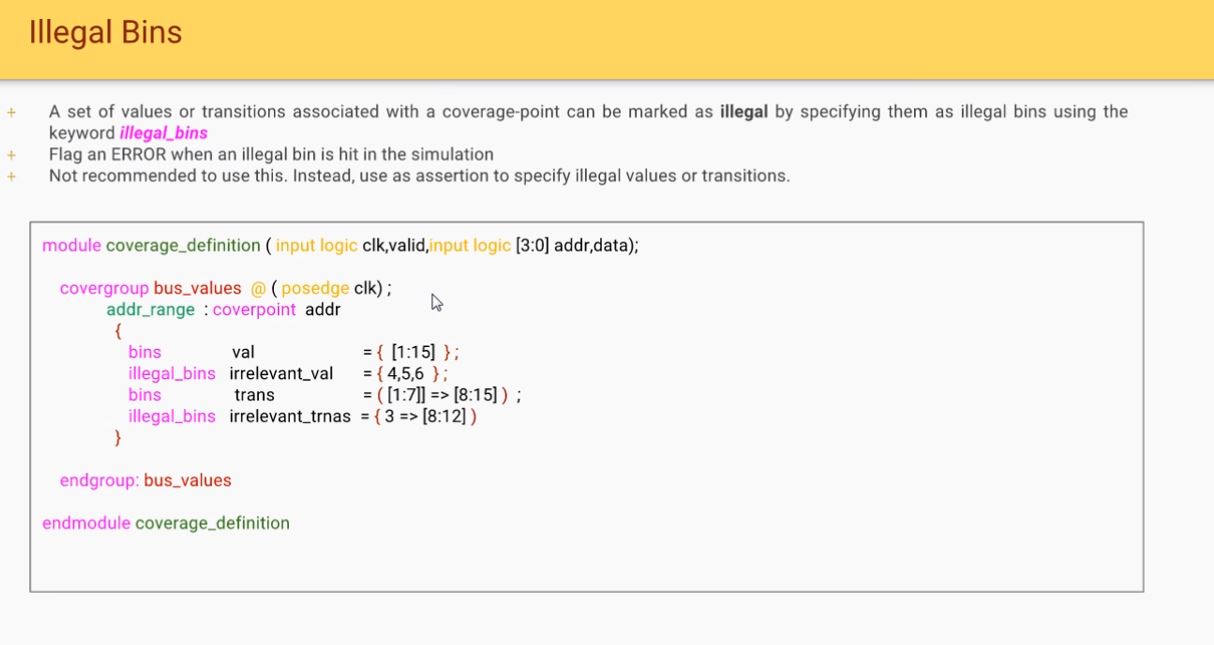 Illegal Bins
+ A set of values or transitions associated with a coverage-point can be marked as illegal by specifying them as illegal bins using the
keyword illegal_bins
+ Flag an ERROR when an illegal bin is hit in the simulation
+ Not recommended to use this. Instead, use as assertion to specify illegal values or transitions.
module coverage_definition ( input logic clk,valid,input logic [3:0] addr,data);
covergroup bus_values @ ( posedge clk) ;
addr_range : coverpoint addr
{
bins val = { [1:15] } ;
illegal_bins irrelevant_val = { 4,5,6 } ;
bins trans = ( [1:7]] => [8:15] ) ;
illegal_bins irrelevant_trnas = { 3 => [8:12] )
}
endgroup: bus_values
endmodule coverage_definition